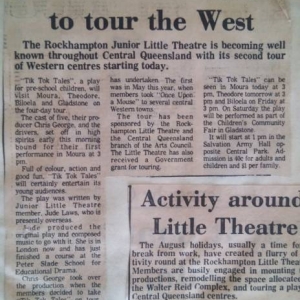 to tour the West
The Rockhampton Junior Little Theatre is becoming well
known throughout Central Queensland with its second tour
of Western centres starting today.
"Tik Tok Tales", a play
for pre-school children, will
visit Moura, Theodore,
Biloela and Gladstone on
the four-day tour.
The cast of five, their pro-
ducer Chris George, and the
drivers, set off in high
spirits early this morning
bound for their first
performance in Moura at 3
pm.
Full of colour, action and
good fun, "Tik Tok Tales"
will certainly entertain its
young audiences.
The play was written by
Junior Little Theatre
member, Jude Laws, who is
presently overseas.
Jude produced the
original play and composed
music to go with it. She is in
London now and has just
finished a course at the
Peter Slade School for
Educational Drama.
Chris George took over
the production when the
members decided to take
has undertaken. The first
was in May this year, when
members took "Once Upon
a Mouse" to several western
towns.
The tour has been
sponsored by the Rock-
hampton Little Theatre and
the Central Queensland
branch of the Arts Council.
The Little Theatre has also
received a Government
grant for touring.
"Tik Tok Tales" can be
seen in Moura today at 3
pm, Theodore tomorrow,
and Biloela on Friday at
3 pm. On Saturday the play
will be performed as part of
the Children's Community
Fair in Gladstone.
It will start at 1 pm in the
Salvation Army Hall op-
posite Central Park. Ad-
mission is 40c for adults and
children and $1 per family.
Activity around
Little Theatre
The August holidays, usually a time for
break from work, have created a flurry of
tivity round at the Rockhampton Little Theat
Members are busily engaged in mounting
productions, remodelling the space allocated
the Walter Reid Complex, and touring a play
Central Queensland centres.